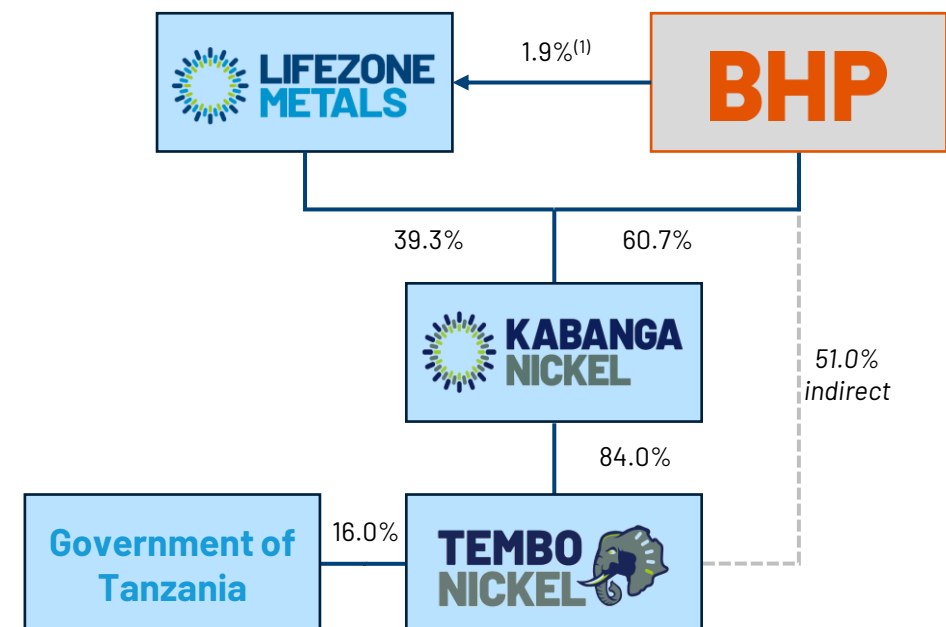 LIFEZONE
METALS
1.9%(1)
BHP
39.3%
60.7%
KABANGA
NICKEL
51.0%
indirect
84.0%
Government of
Tanzania
16.0%
TEMBO
NICKEL